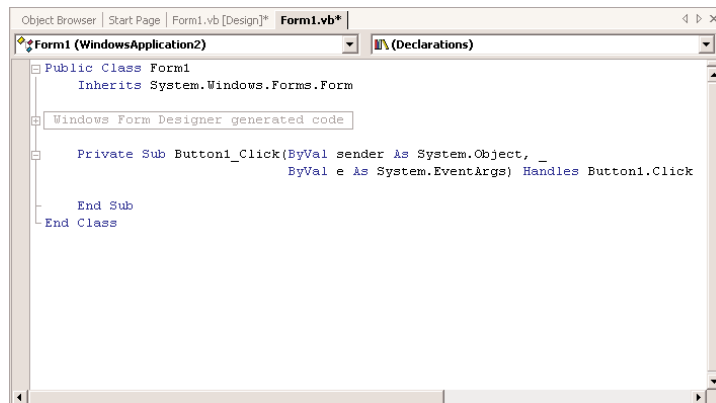 Object Browser | Start Page | Form1.vb [Design]* | Form1.vb* |
Form1 (WindowsApplication2) (Declarations)
Public Class Form1
    Inherits System.Windows.Forms.Form
Windows Form Designer generated code
    Private Sub Button1_Click(ByVal sender As System.Object, _
                              ByVal e As System.EventArgs) Handles Button1.Click
    End Sub
End Class